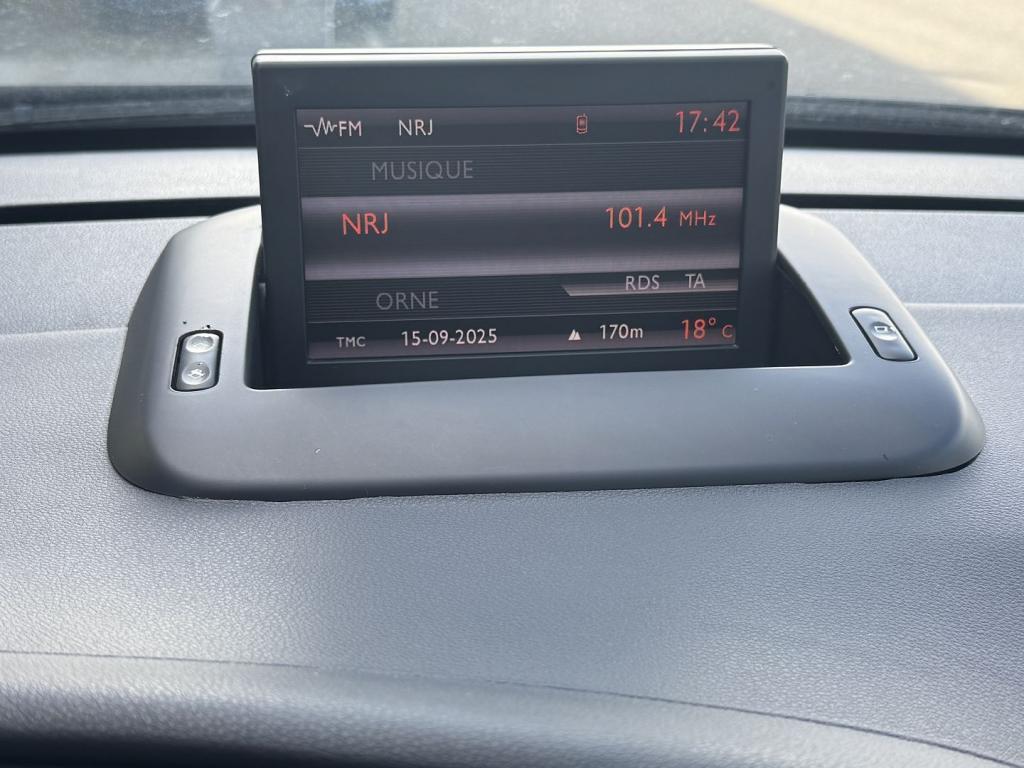 FM NRJ 17:42
MUSIQUE
NRJ 101.4 MHz
RDS TA
ORNE
TMC 15-09-2025 170m 18° C